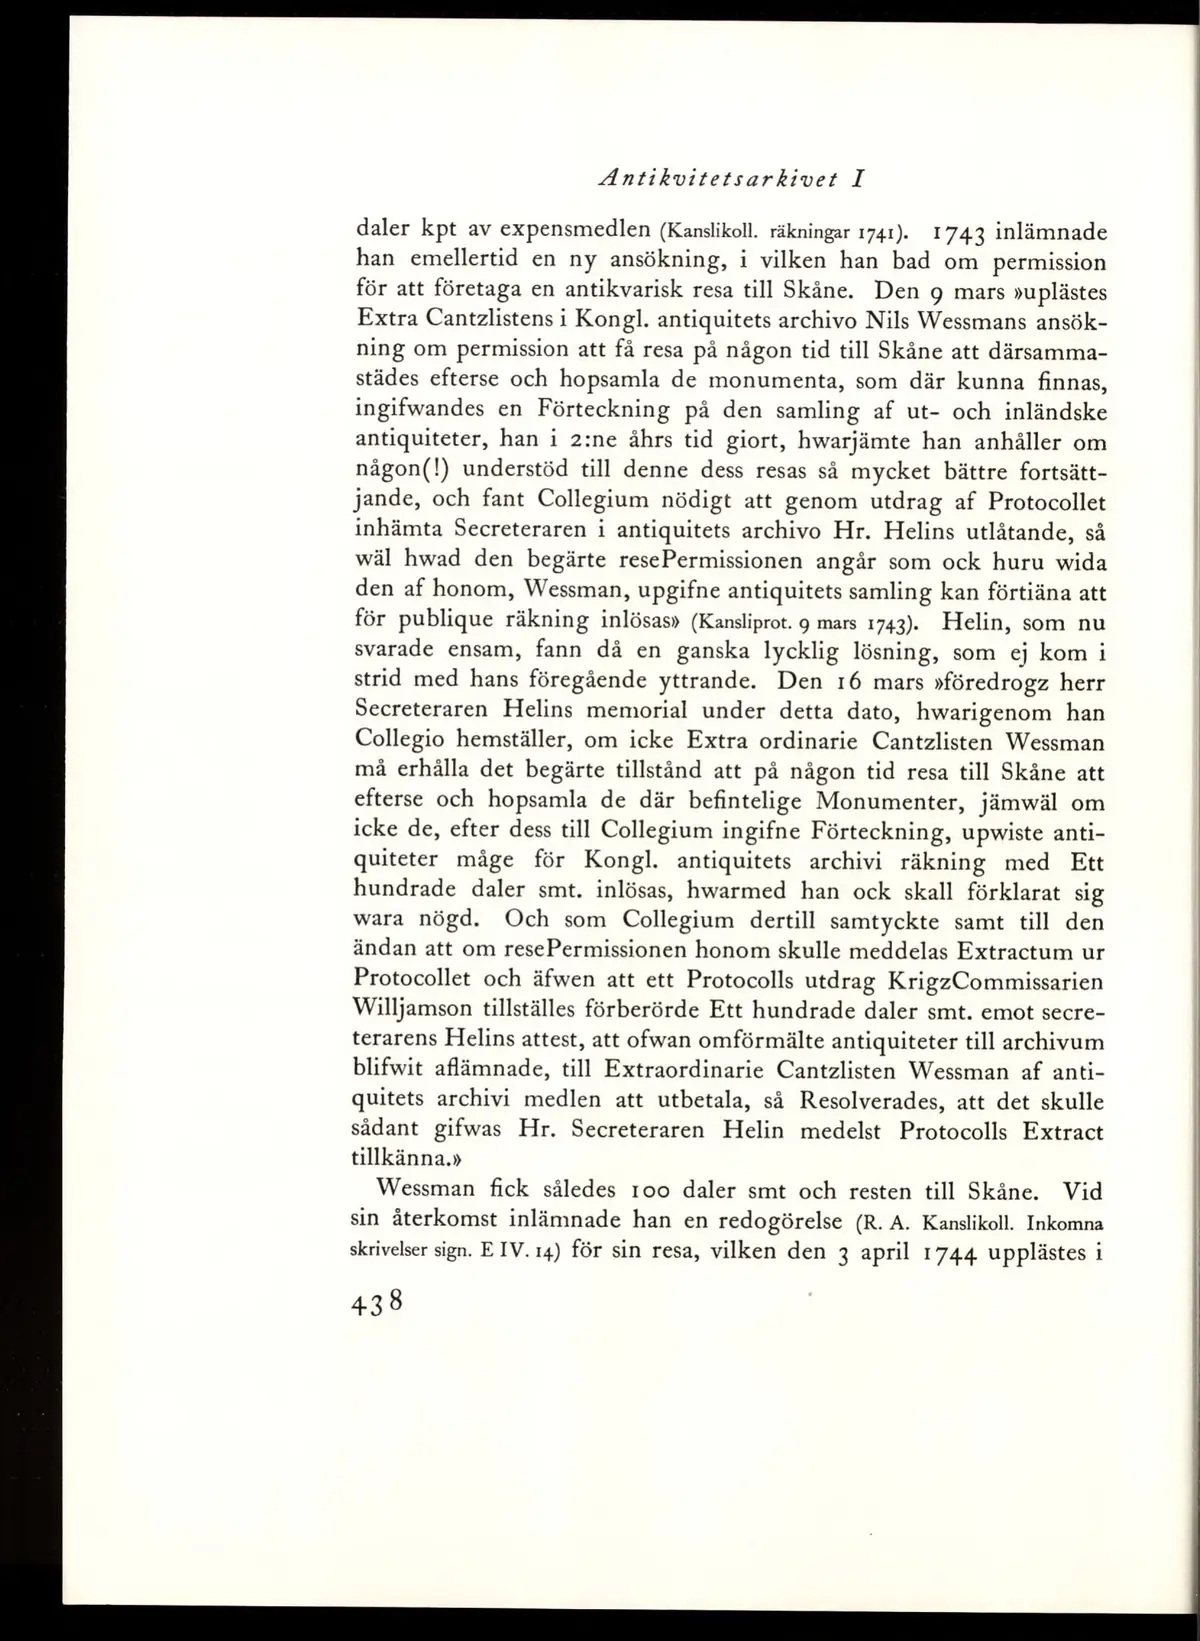 Antikvitetsarkivet I
daler kpt av expensmedlen (Kanslikoll. räkningar 1741). 1743 inlämnade
han emellertid en ny ansökning, i vilken han bad om permission
för att företaga en antikvarisk resa till Skåne. Den 9 mars »uplästes
Extra Cantzlistens i Kongl. antiquitets archivo Nils Wessmans ansök-
ning om permission att få resa på någon tid till Skåne att därsamma-
städes efterse och hopsamla de monumenta, som där kunna finnas,
ingifwandes en Förteckning på den samling af ut- och inländske
antiquiteter, han i 2:ne åhrs tid giort, hwarjämte han anhåller om
någon(!) understöd till denne dess resas så mycket bättre fortsätt-
jande, och fant Collegium nödigt att genom utdrag af Protocollet
inhämta Secreteraren i antiquitets archivo Hr. Helins utlåtande, så
wäl hwad den begärte resePermissionen angår som ock huru wida
den af honom, Wessman, upgifne antiquitets samling kan förtiäna att
för publique räkning inlösas» (Kansliprot. 9 mars 1743). Helin, som nu
svarade ensam, fann då en ganska lycklig lösning, som ej kom i
strid med hans föregående yttrande. Den 16 mars »föredrogz herr
Secreteraren Helins memorial under detta dato, hwarigenom han
Collegio hemställer, om icke Extra ordinarie Cantzlisten Wessman
må erhålla det begärte tillstånd att på någon tid resa till Skåne att
efterse och hopsamla de där befintelige Monumenter, jämwäl om
icke de, efter dess till Collegium ingifne Förteckning, upwiste anti-
quiteter måge för Kongl. antiquitets archivi räkning med Ett
hundrade daler smt. inlösas, hwarmed han ock skall förklarat sig
wara nögd. Och som Collegium dertill samtyckte samt till den
ändan att om resePermissionen honom skulle meddelas Extractum ur
Protocollet och äfwen att ett Protocolls utdrag KrigzCommissarien
Willjamson tillställes förberörde Ett hundrade daler smt. emot secre-
terarens Helins attest, att ofwan omförmälte antiquiteter till archivum
blifwit aflämnade, till Extraordinarie Cantzlisten Wessman af anti-
quitets archivi medlen att utbetala, så Resolverades, att det skulle
sådant gifwas Hr. Secreteraren Helin medelst Protocolls Extract
tillkänna.»
Wessman fick således 100 daler smt och resten till Skåne. Vid
sin återkomst inlämnade han en redogörelse (R. A. Kanslikoll. Inkomna
skrivelser sign. E IV. 14) för sin resa, vilken den 3 april 1744 upplästes i
438